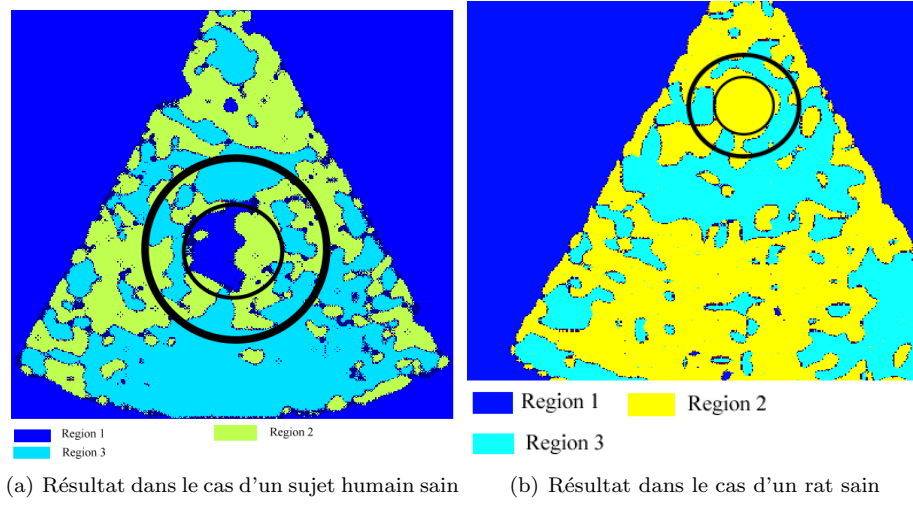 Region 1
Region 2
Region 3
Region 1
Region 2
Region 3
(a) Résultat dans le cas d'un sujet humain sain
(b) Résultat dans le cas d'un rat sain